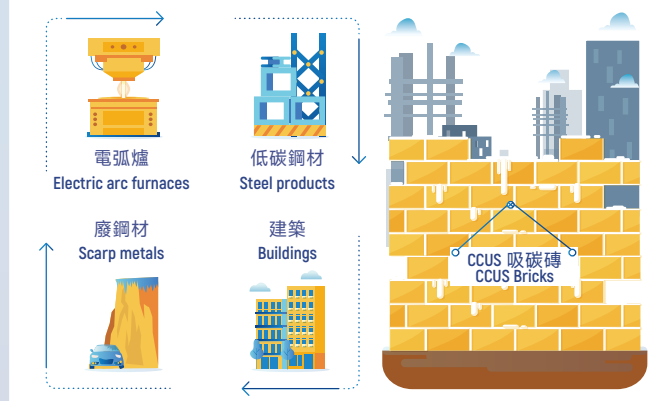 電弧爐
Electric arc furnaces
低碳鋼材
Steel products
廢鋼材
Scarp metals
建築
Buildings
CCUS 吸碳磚
CCUS Bricks